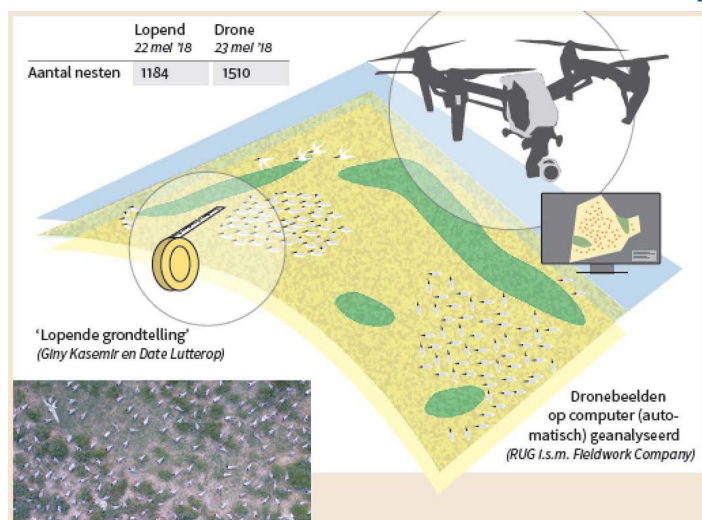 Lopend Drone
22 mei '18 23 mei '18
Aantal nesten 1184 1510
'Lopende grondtelling'
(Giny Kasemir en Date Lutterop)
Dronebeelden
op computer (auto-
matisch) geanalyseerd
(RUG i.s.m. Fieldwork Company)